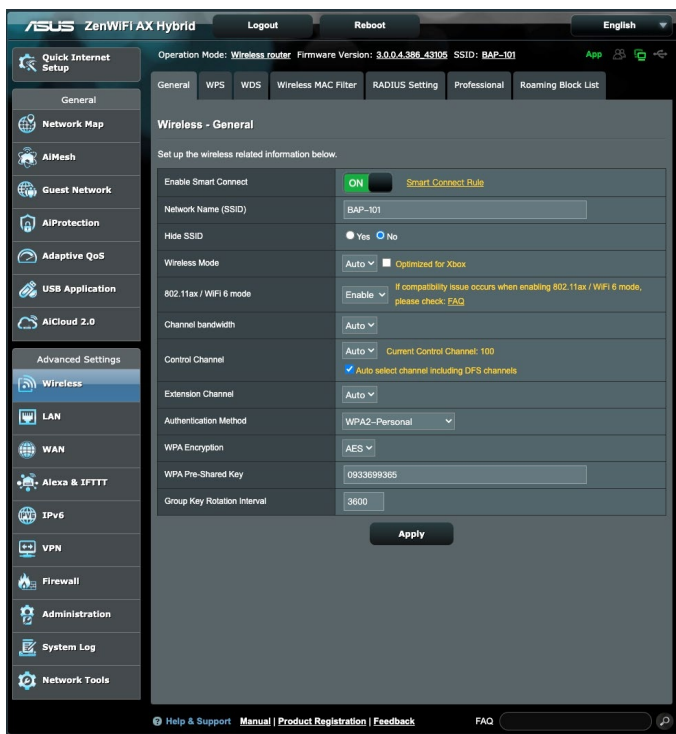 ASUS ZenWiFi AX Hybrid Logout Reboot English
Quick Internet Setup
Operation Mode: Wireless router Firmware Version: 3.0.0.4.386_43105 SSID: BAP-101 App
General WPS WDS Wireless MAC Filter RADIUS Setting Professional Roaming Block List
General
Network Map
AiMesh
Guest Network
AiProtection
Adaptive QoS
USB Application
AiCloud 2.0
Advanced Settings
Wireless
LAN
WAN
Alexa & IFTTT
IPv6
VPN
Firewall
Administration
System Log
Network Tools
Wireless - General
Set up the wireless related information below.
Enable Smart Connect ON Smart Connect Rule
Network Name (SSID) BAP-101
Hide SSID Yes No
Wireless Mode Auto Optimized for Xbox
802.11ax / WiFi 6 mode Enable If compatibility issue occurs when enabling 802.11ax / WiFi 6 mode,
please check: FAQ
Channel bandwidth Auto
Control Channel Auto Current Control Channel: 100
Auto select channel including DFS channels
Extension Channel Auto
Authentication Method WPA2-Personal
WPA Encryption AES
WPA Pre-Shared Key 0933699365
Group Key Rotation Interval 3600
Apply
Help & Support Manual | Product Registration | Feedback FAQ